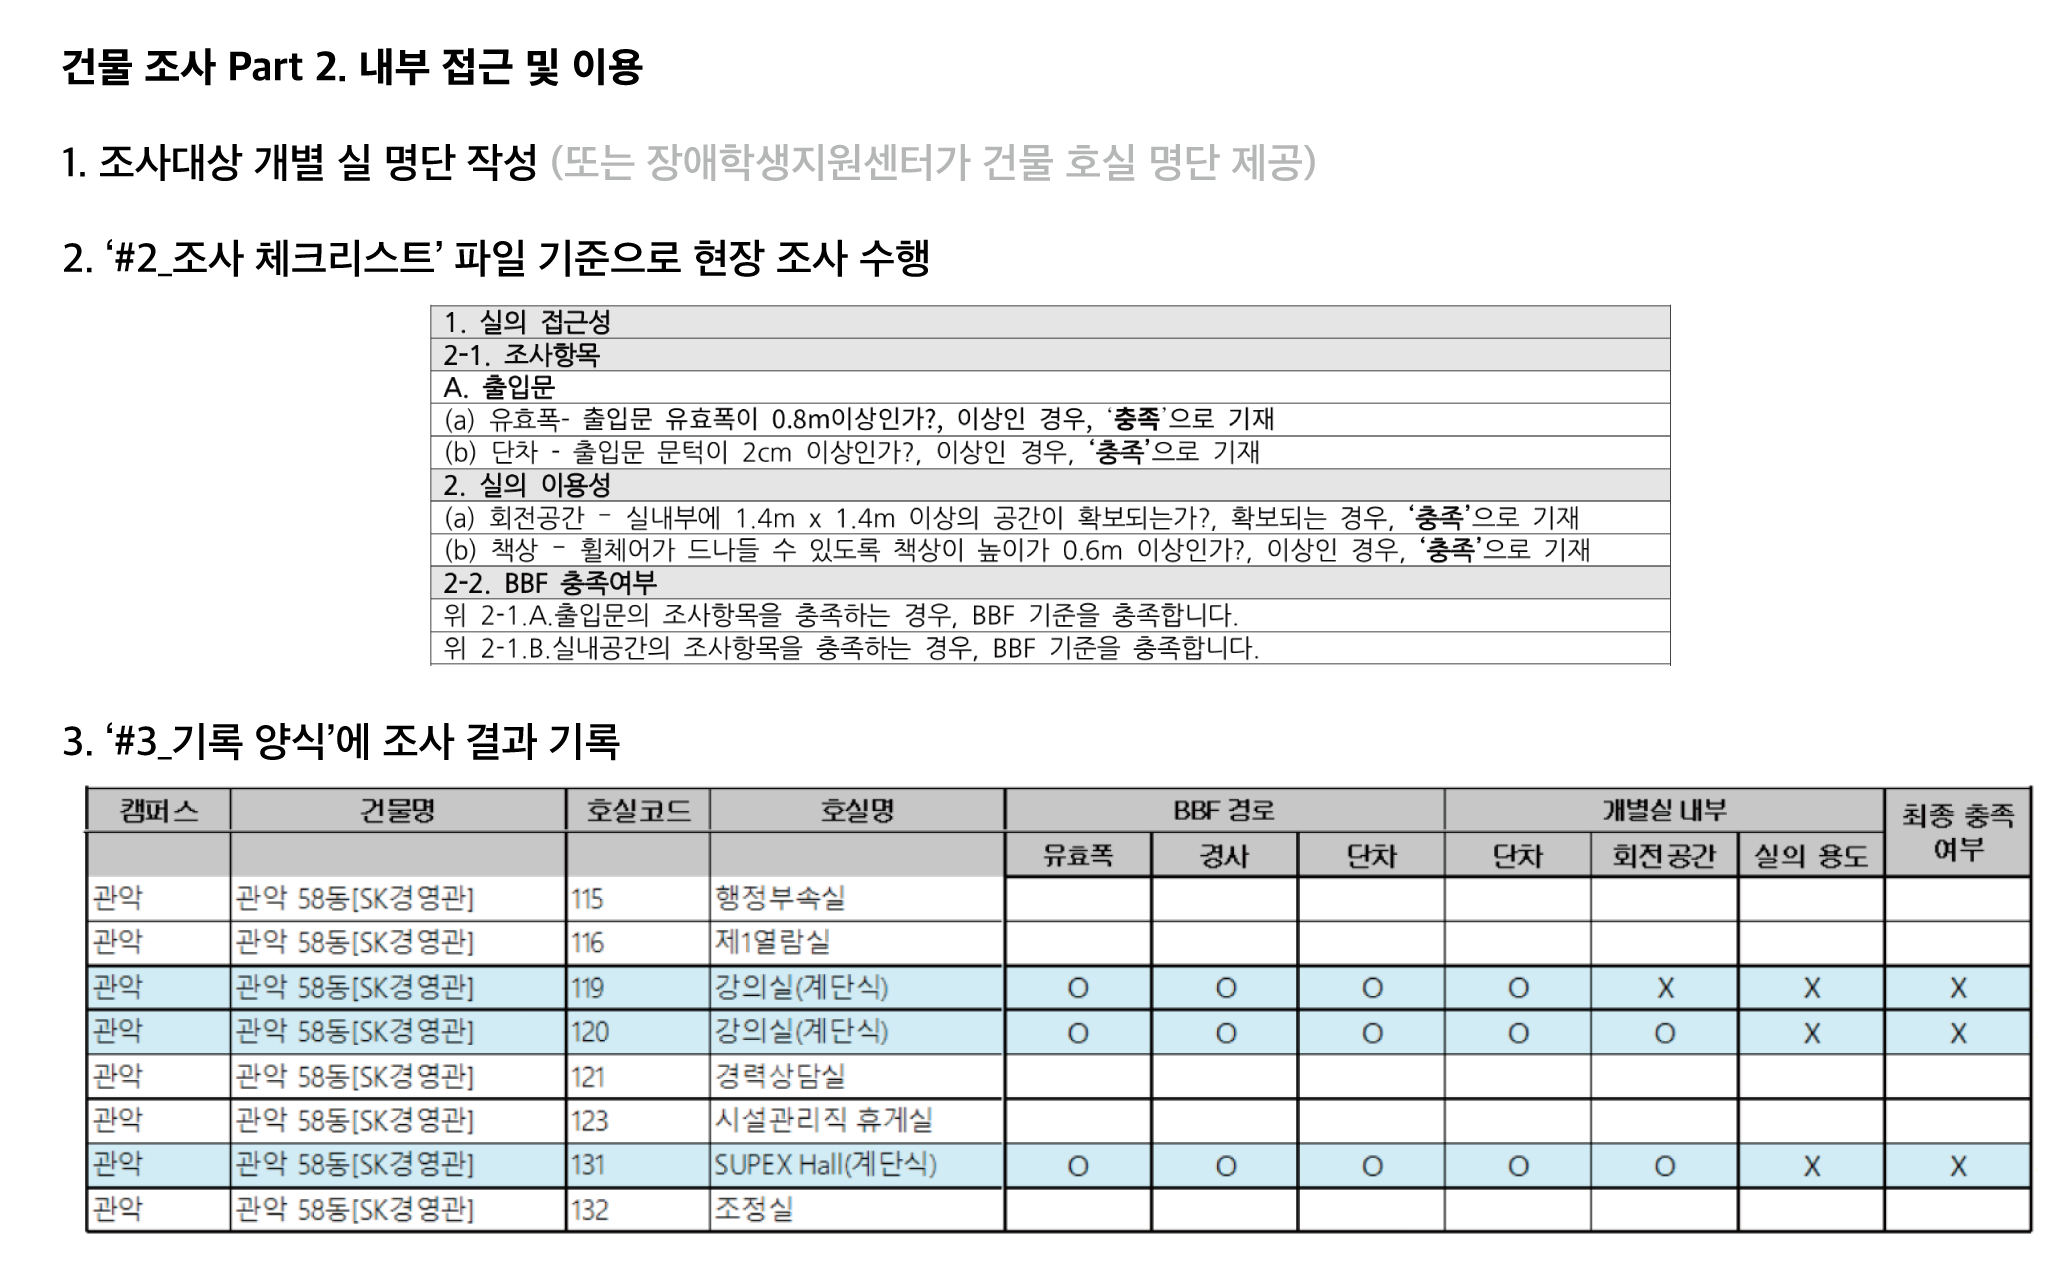 건물 조사 Part 2. 내부 접근 및 이용
1. 조사대상 개별 실 명단 작성 (또는 장애학생지원센터가 건물 호실 명단 제공)
2. ‘#2_조사 체크리스트’ 파일 기준으로 현장 조사 수행
1. 실의 접근성
2-1. 조사항목
A. 출입문
(a) 유효폭- 출입문 유효폭이 0.8m이상인가?, 이상인 경우, ‘충족’으로 기재
(b) 단차 - 출입문 문턱이 2cm 이상인가?, 이상인 경우, ‘충족’으로 기재
2. 실의 이용성
(a) 회전공간 – 실내부에 1.4m x 1.4m 이상의 공간이 확보되는가?, 확보되는 경우, ‘충족’으로 기재
(b) 책상 – 휠체어가 드나들 수 있도록 책상이 높이가 0.6m 이상인가?, 이상인 경우, ‘충족’으로 기재
2-2. BBF 충족여부
위 2-1.A.출입문의 조사항목을 충족하는 경우, BBF 기준을 충족합니다.
위 2-1.B.실내공간의 조사항목을 충족하는 경우, BBF 기준을 충족합니다.
3. ‘#3_기록 양식’에 조사 결과 기록
캠퍼스 건물명 호실코드 호실명 BBF 경로 개별실 내부 최종 충족 여부
유효폭 경사 단차 단차 회전공간 실의 용도
관악 관악 58동[SK경영관] 115 행정부속실
관악 관악 58동[SK경영관] 116 제1열람실
관악 관악 58동[SK경영관] 119 강의실(계단식) O O O O X X X
관악 관악 58동[SK경영관] 120 강의실(계단식) O O O O O X X
관악 관악 58동[SK경영관] 121 경력상담실
관악 관악 58동[SK경영관] 123 시설관리직 휴게실
관악 관악 58동[SK경영관] 131 SUPEX Hall(계단식) O O O O O X X
관악 관악 58동[SK경영관] 132 조정실